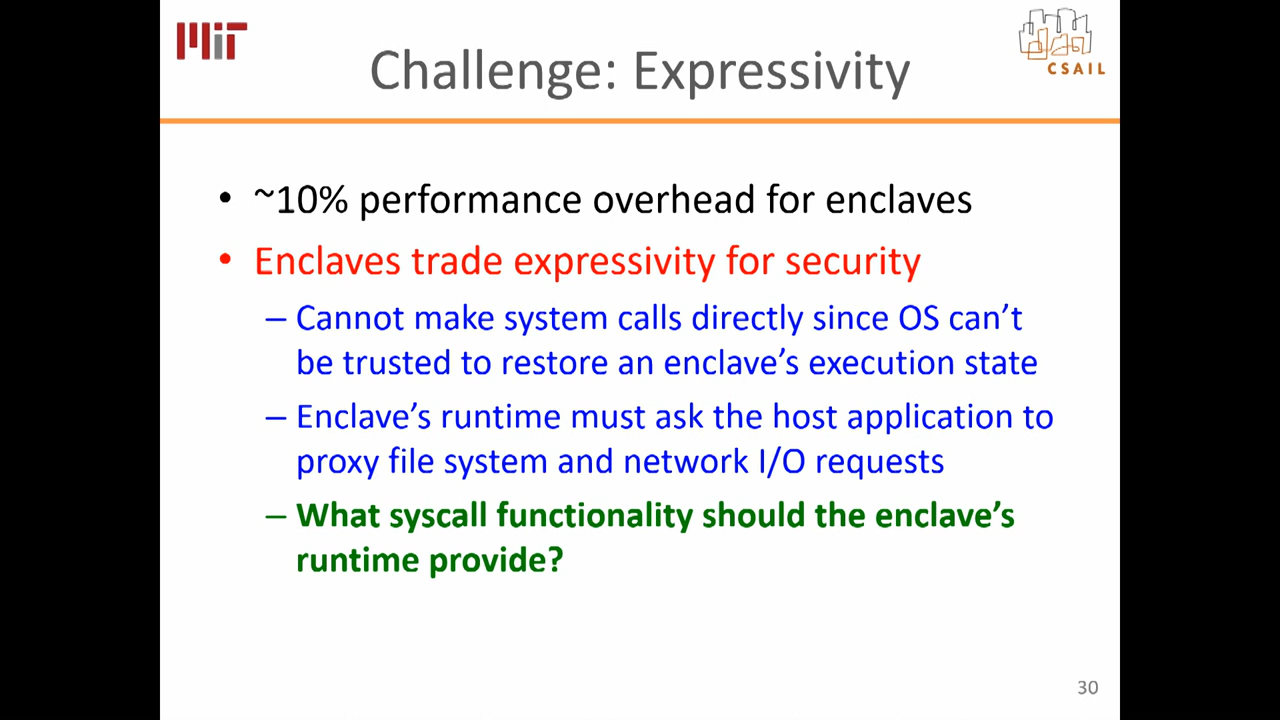 MIT
CSAIL
Challenge: Expressivity
• ~10% performance overhead for enclaves
• Enclaves trade expressivity for security
– Cannot make system calls directly since OS can’t
be trusted to restore an enclave’s execution state
– Enclave’s runtime must ask the host application to
proxy file system and network I/O requests
– What syscall functionality should the enclave’s
runtime provide?
30